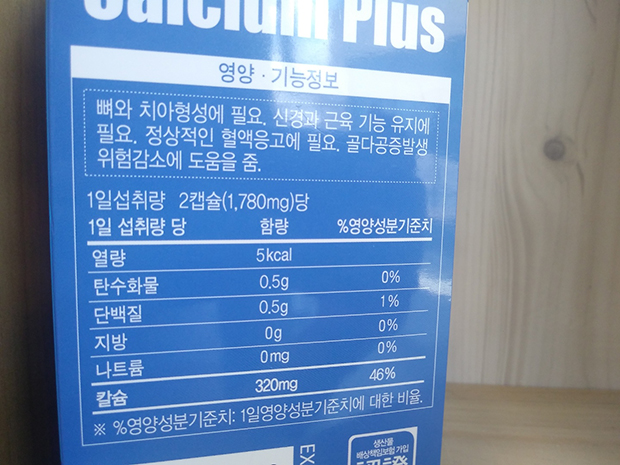 Calcium Plus
영양 · 기능정보
뼈와 치아형성에 필요. 신경과 근육 기능 유지에
필요. 정상적인 혈액응고에 필요. 골다공증발생
위험감소에 도움을 줌.
1일섭취량 2캡슐(1,780mg)당
1일 섭취량 당 함량 %영양성분기준치
열량 5kcal
탄수화물 0.5g 0%
단백질 0.5g 1%
지방 0g 0%
나트륨 0mg 0%
칼슘 320mg 46%
※ %영양성분기준치: 1일영양성분기준치에 대한 비율.
EX
생산물
배상책임보험 가입